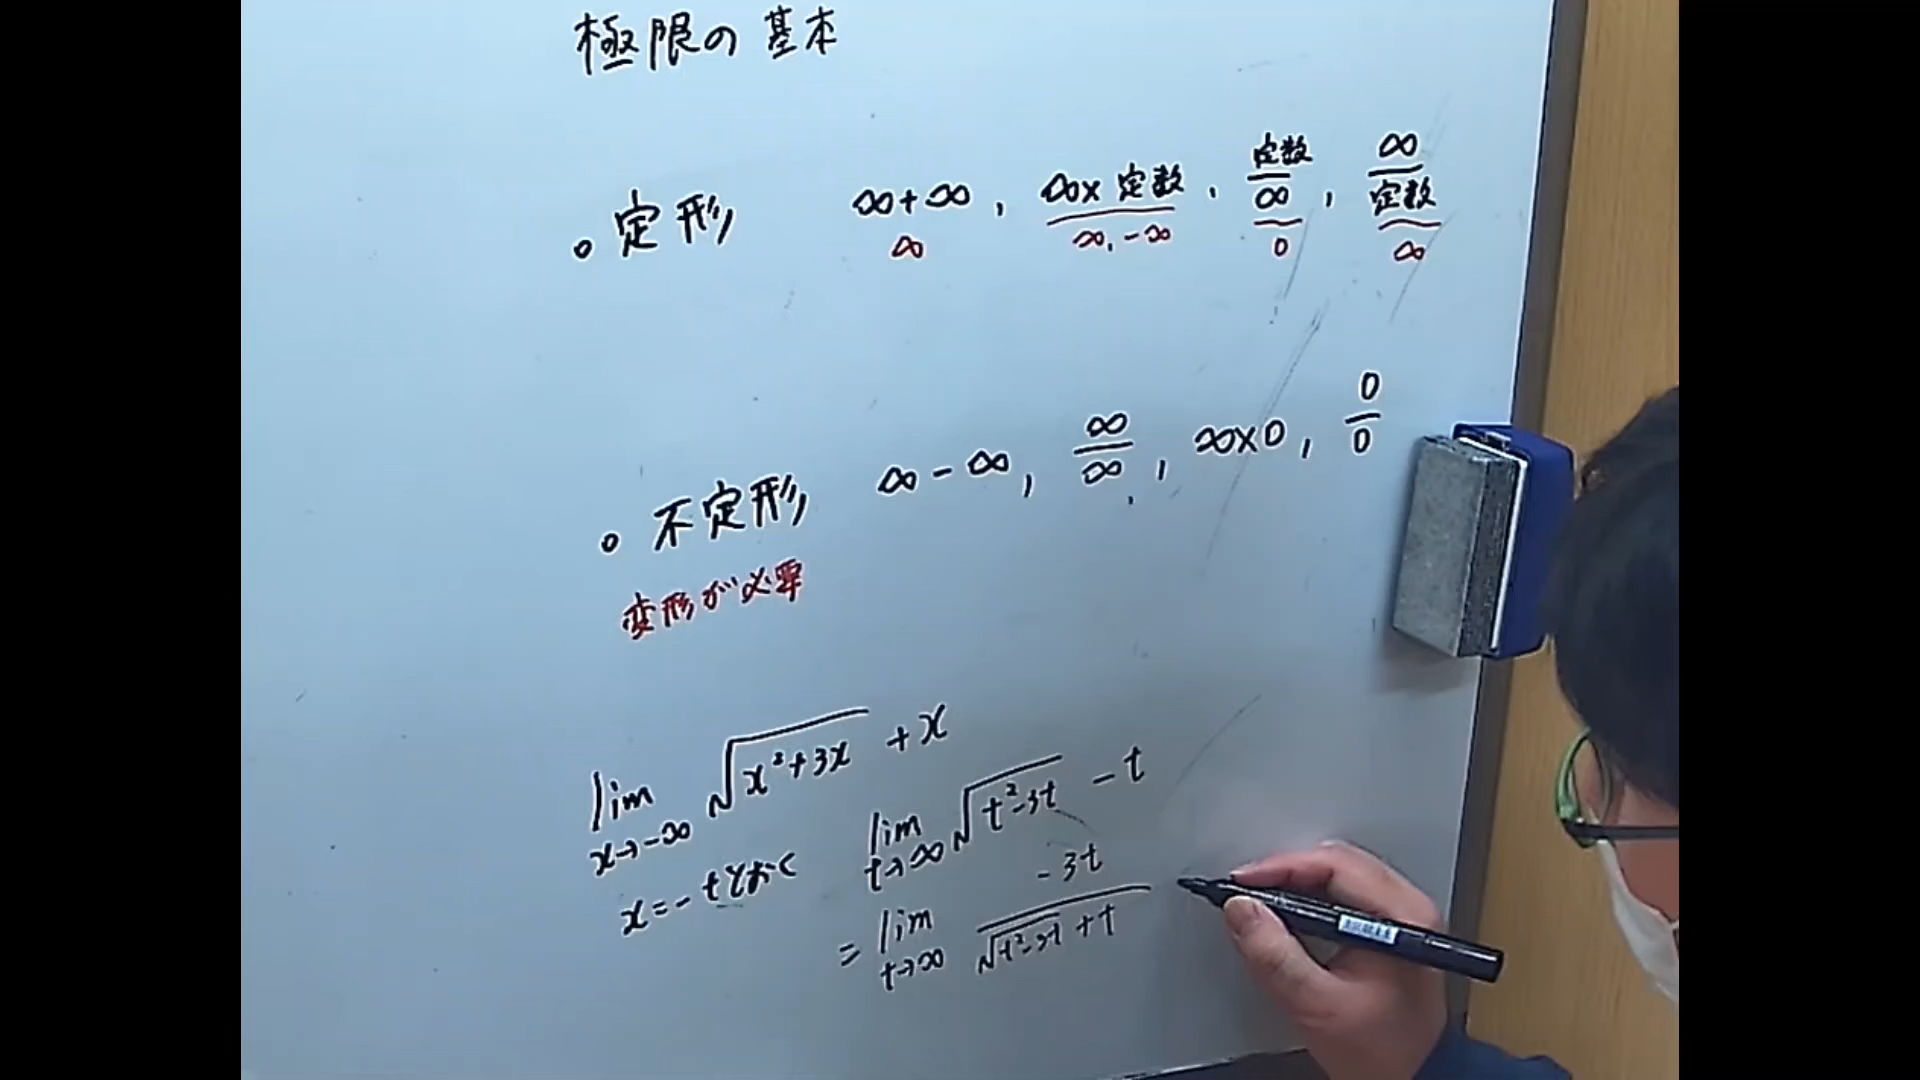 極限の基本
。定形 ∞+∞, ∞×定数, 定数/∞, ∞/定数
∞ ∞,-∞ 0 ∞
。不定形 ∞-∞, ∞/∞, ∞×0, 0/0
変形が必要
lim x→-∞ √(x²+3x) +x
x=-tとおく lim t→∞ √(t²-3t) -t
= lim t→∞ -3t/(√(t²-3t)+t)